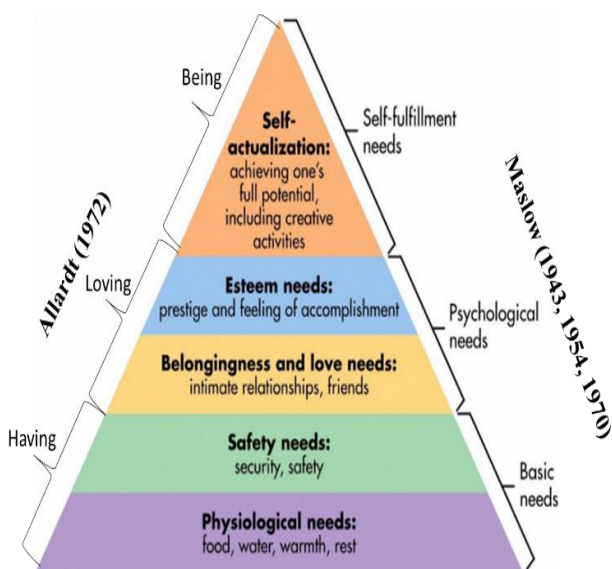 Being
Self-
actualization:
achieving one's
full potential,
including creative
activities
Self-fulfillment
needs
Allardt (1972)
Maslow (1943, 1954, 1970)
Loving
Esteem needs:
prestige and feeling of accomplishment
Psychological
needs
Belongingness and love needs:
intimate relationships, friends
Having
Safety needs:
security, safety
Basic
needs
Physiological needs:
food, water, warmth, rest